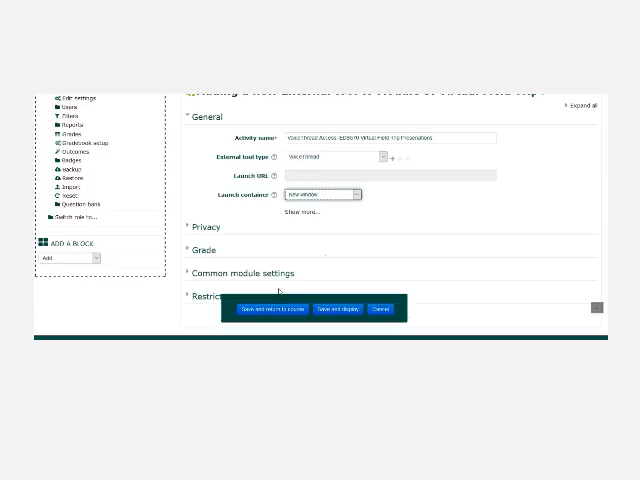 Edit settings
Users
Filters
Reports
Grades
Gradebook setup
Outcomes
Badges
Backup
Restore
Import
Reset
Question bank
Switch role to...
ADD A BLOCK
Add
Expand all
General
Activity name
VoiceThread Access: EDS670 Virtual Field Trip Presenations
External tool type
VoiceThread
Launch URL
Launch container
New window
Show more...
Privacy
Grade
Common module settings
Restric
Save and return to course
Save and display
Cancel